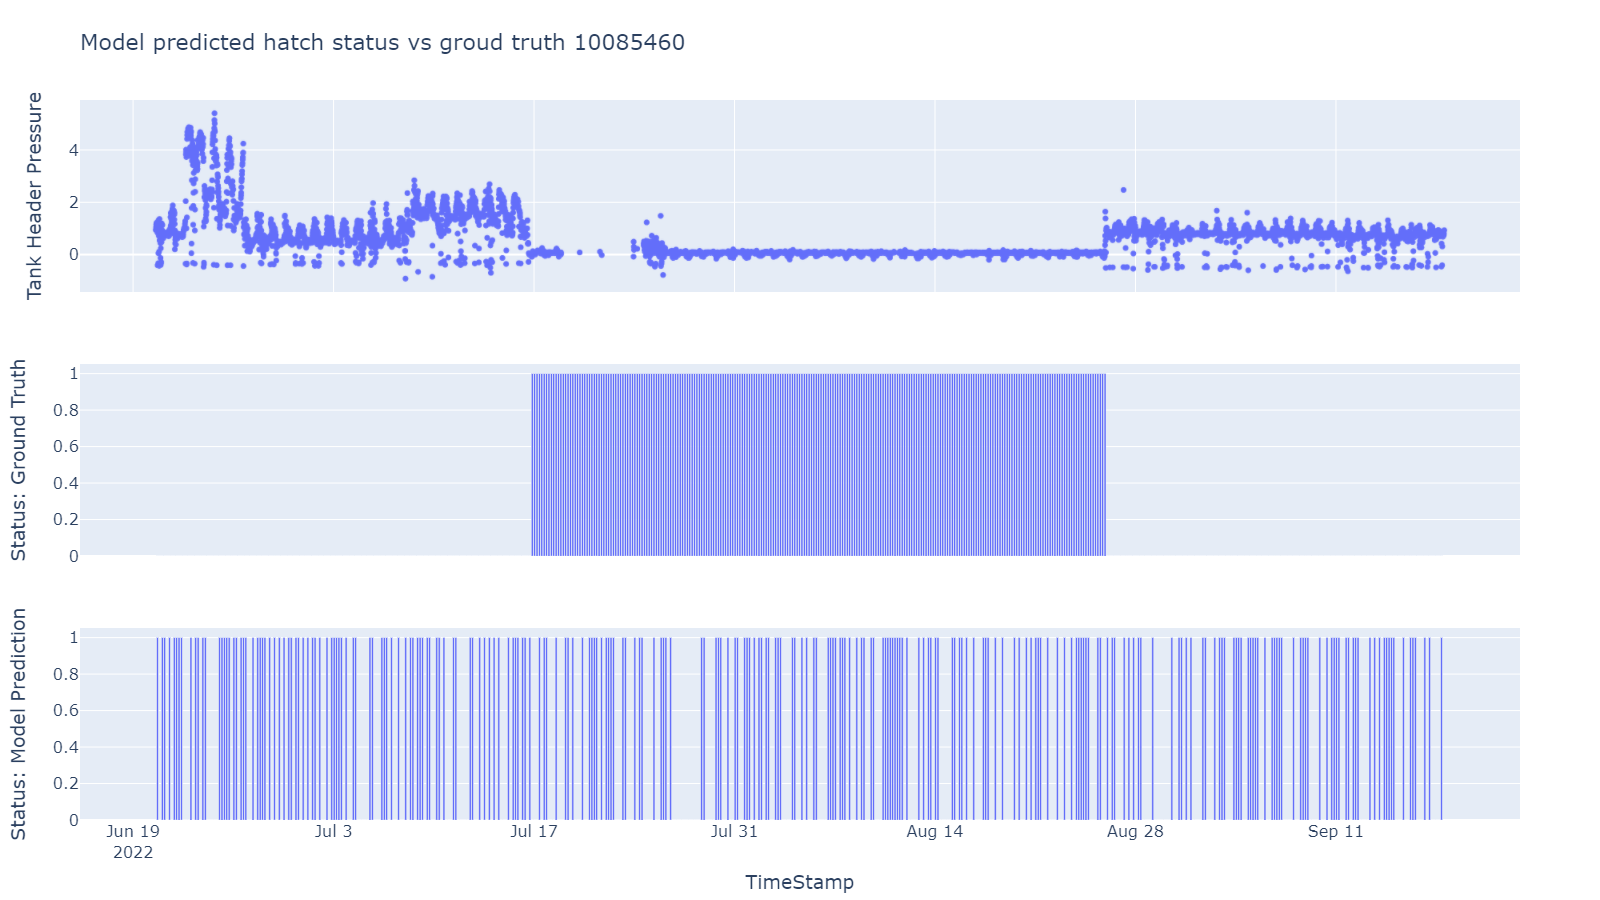 Model predicted hatch status vs groud truth 10085460
Tank Header Pressure
4
2
0
Status: Ground Truth
1
0.8
0.6
0.4
0.2
0
Status: Model Prediction
1
0.8
0.6
0.4
0.2
0
Jun 19 Jul 3 Jul 17 Jul 31 Aug 14 Aug 28 Sep 11
2022
TimeStamp